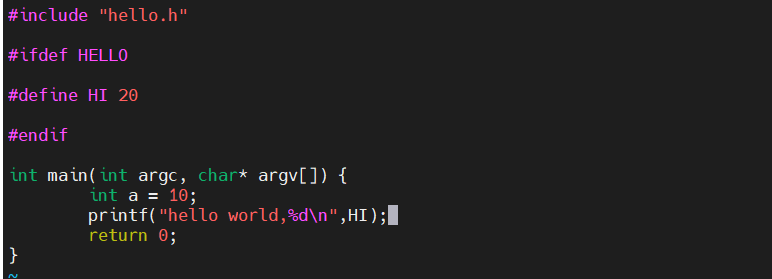 #include "hello.h"
#ifdef HELLO
#define HI 20
#endif
int main(int argc, char* argv[]) {
        int a = 10;
        printf("hello world,%d\n",HI);
        return 0;
}
~